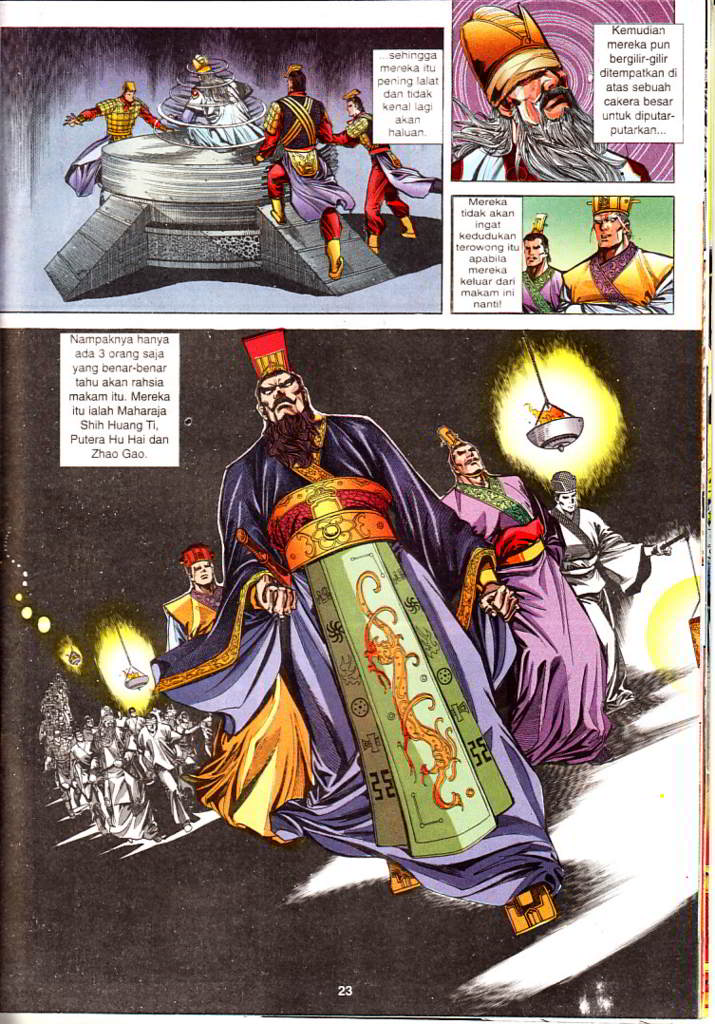 Kemudian
mereka pun
bergilir-gilir
ditempatkan di
atas sebuah
cakera besar
untuk diputar-
putarkan...
...sehingga
mereka itu
pening lalat
dan tidak
kenal lagi
haluan.
Mereka
tidak akan
ingat
kedudukan
terowong itu
apabila
mereka
keluar dari
makam ini
nanti!
Nampaknya hanya
ada 3 orang saja
yang benar-benar
tahu akan rahsia
makam itu. Mereka
itu ialah Maharaja
Shih Huang Ti,
Putera Hu Hai dan
Zhao Gao.
23